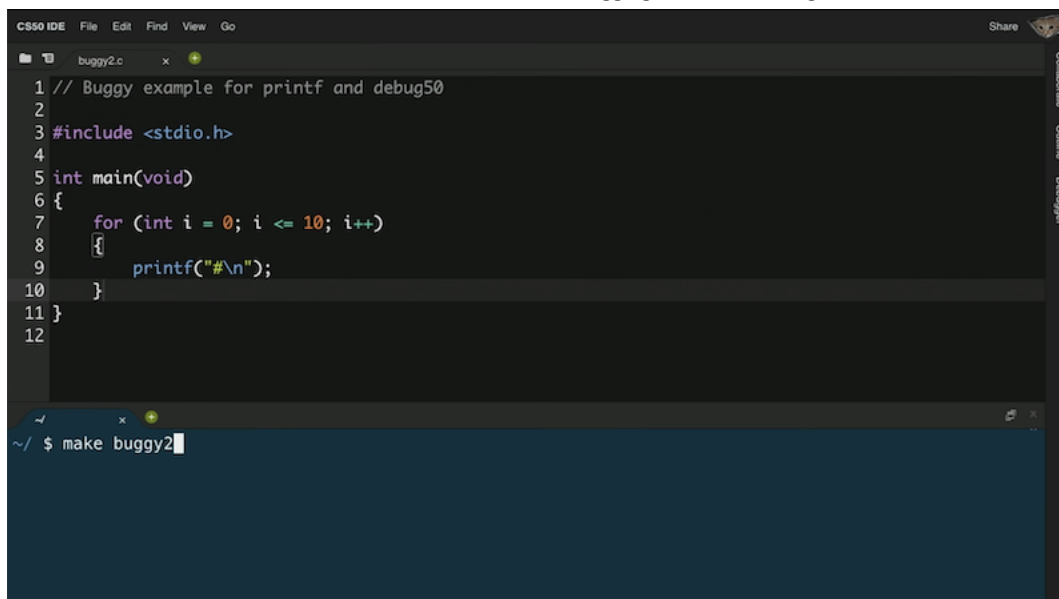 CS50 IDE File Edit Find View Go Share
buggy2.c x
1 // Buggy example for printf and debug50
2
3 #include <stdio.h>
4
5 int main(void)
6 {
7     for (int i = 0; i <= 10; i++)
8     {
9         printf("#\n");
10     }
11 }
12
~/ x
~/ $ make buggy2